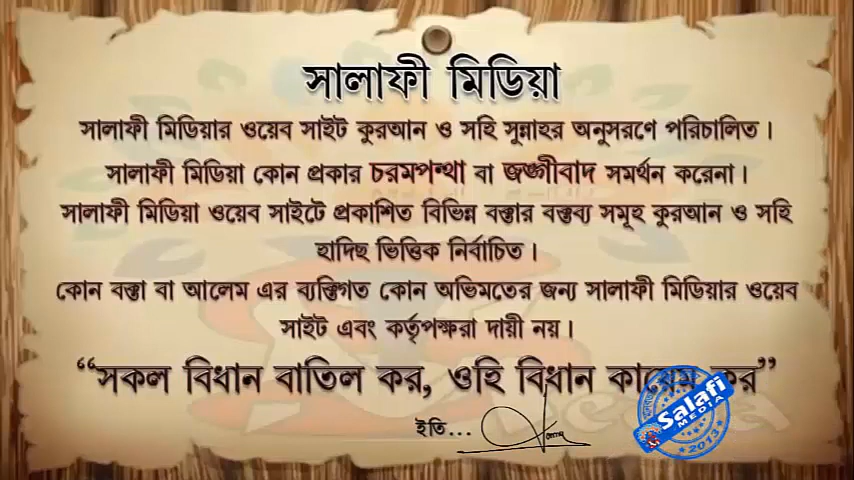 সালাফী মিডিয়া
সালাফী মিডিয়ার ওয়েব সাইট কুরআন ও সহি সুন্নাহর অনুসরণে পরিচালিত।
সালাফী মিডিয়া কোন প্রকার চরমপন্থা বা জঙ্গীবাদ সমর্থন করেনা।
সালাফী মিডিয়া ওয়েব সাইটে প্রকাশিত বিভিন্ন বক্তার বক্তব্য সমূহ কুরআন ও সহি
হাদিছ ভিত্তিক নির্বাচিত।
কোন বক্তা বা আলেম এর ব্যক্তিগত কোন অভিমতের জন্য সালাফী মিডিয়ার ওয়েব
সাইট এবং কর্তৃপক্ষরা দায়ী নয়।
“সকল বিধান বাতিল কর, ওহি বিধান কায়েম কর”
ইতি...
Salafi
MEDIA
2013